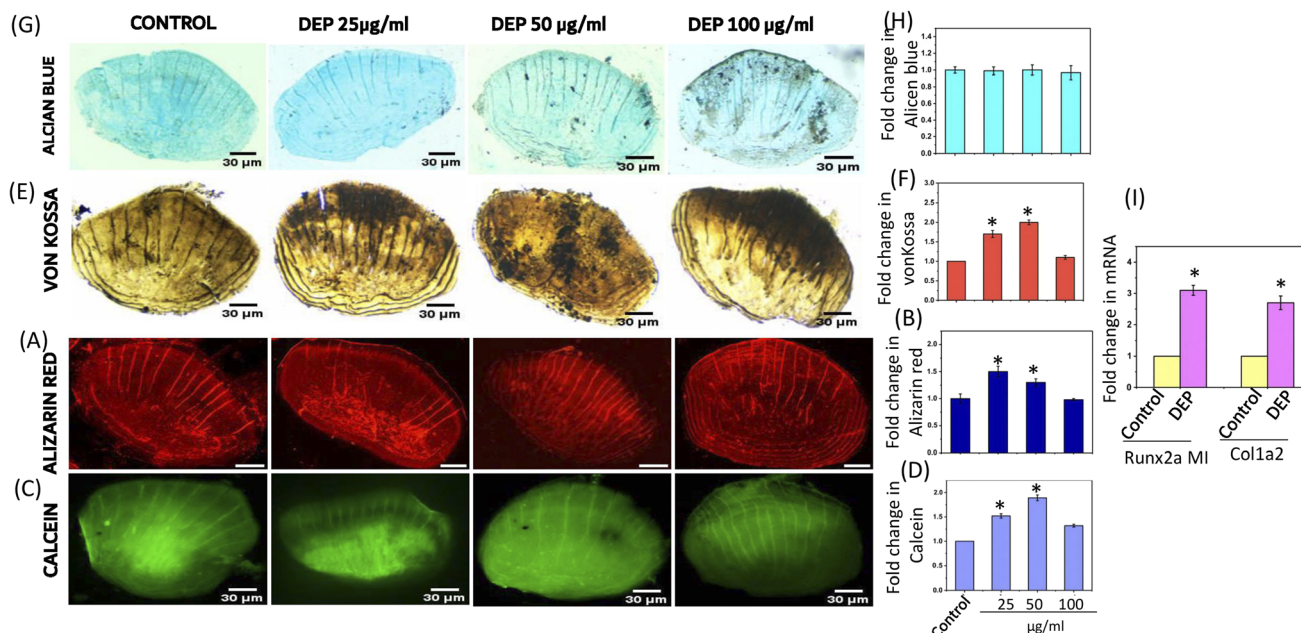 (G)
CONTROL
DEP 25µg/ml
DEP 50 µg/ml
DEP 100 µg/ml
ALCIAN BLUE
30 µm
30 µm
30 µm
30 µm
(E)
VON KOSSA
30 µm
30 µm
30 µm
30 µm
(A)
ALIZARIN RED
(C)
CALCEIN
30 µm
30 µm
30 µm
30 µm
(H)
Fold change in
Alicen blue
1.4
1.2
1.0
0.8
0.6
0.4
0.2
0.0
(F)
Fold change in
vonKossa
3.0
2.5
2.0
1.5
1.0
0.5
0.0
* *
(B)
Fold change in
Alizarin red
2.0
1.5
1.0
0.5
0.0
* *
(D)
Fold change in
Calcein
2.0
1.5
1.0
0.5
0.0
* *
Control
25 50 100
µg/ml
(I)
Fold change in mRNA
4
3
2
1
0
* *
Control
DEP
Control
DEP
Runx2a MI
Col1a2